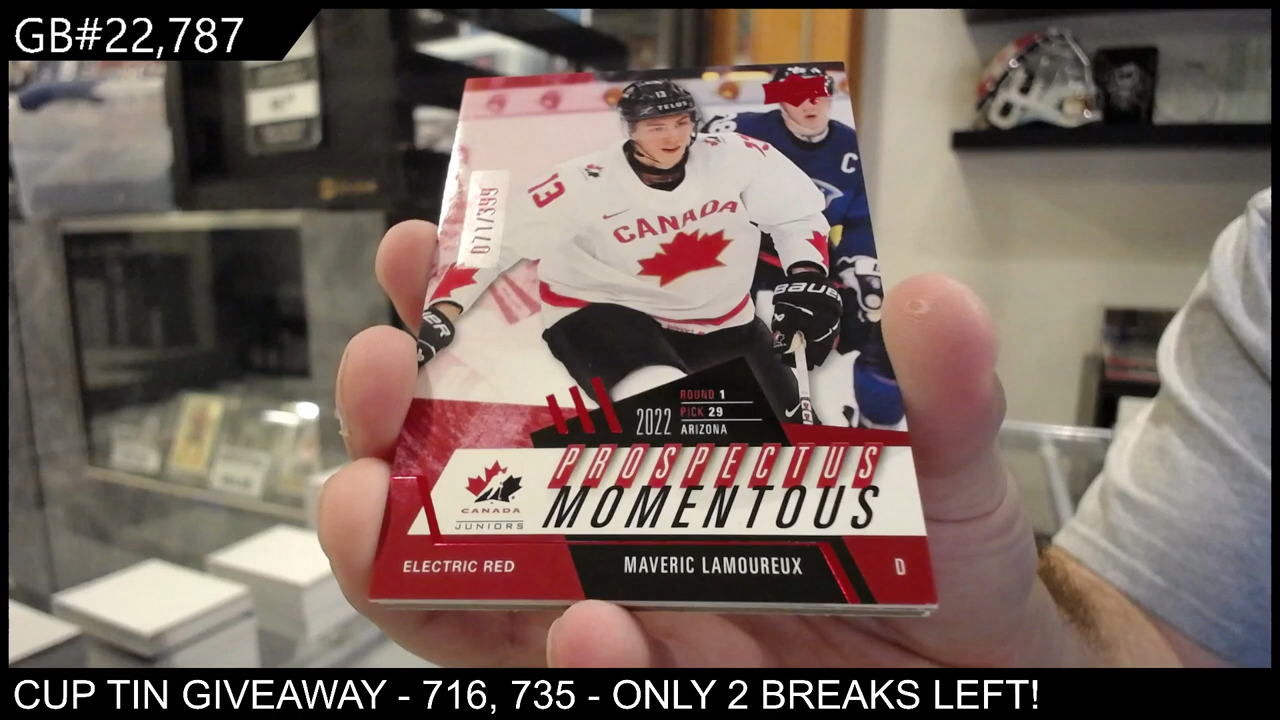 GB#22,787
13
TELUS
C
13
071/399
CANADA
BAUER
ROUND 1
PICK 29
2022
ARIZONA
PROSPECTUS
MOMENTOUS
CANADA
JUNIORS
ELECTRIC RED
MAVERIC LAMOUREUX
D
CUP TIN GIVEAWAY - 716, 735 - ONLY 2 BREAKS LEFT!